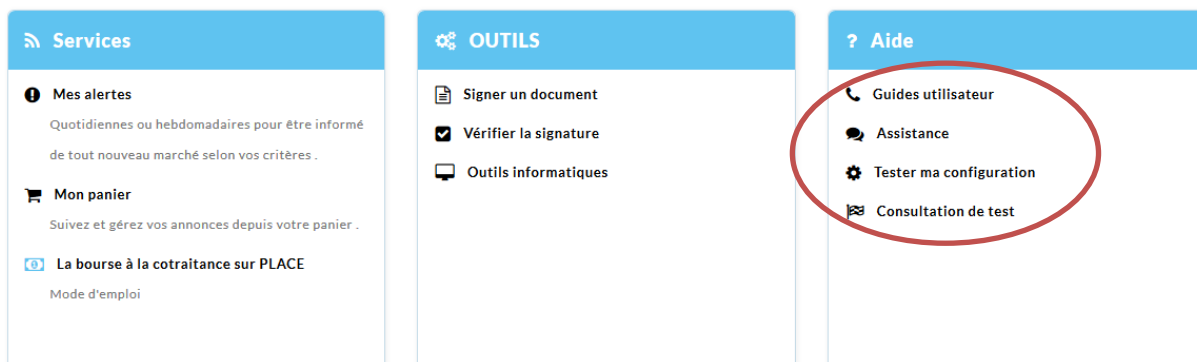 Services
Mes alertes
Quotidiennes ou hebdomadaires pour être informé
de tout nouveau marché selon vos critères .
Mon panier
Suivez et gérez vos annonces depuis votre panier .
La bourse à la cotraitance sur PLACE
Mode d'emploi
OUTILS
Signer un document
Vérifier la signature
Outils informatiques
? Aide
Guides utilisateur
Assistance
Tester ma configuration
Consultation de test